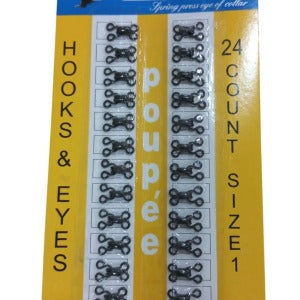 Spring press eye of collar
HOOKS & EYES
poupée
24 COUNT SIZE 1